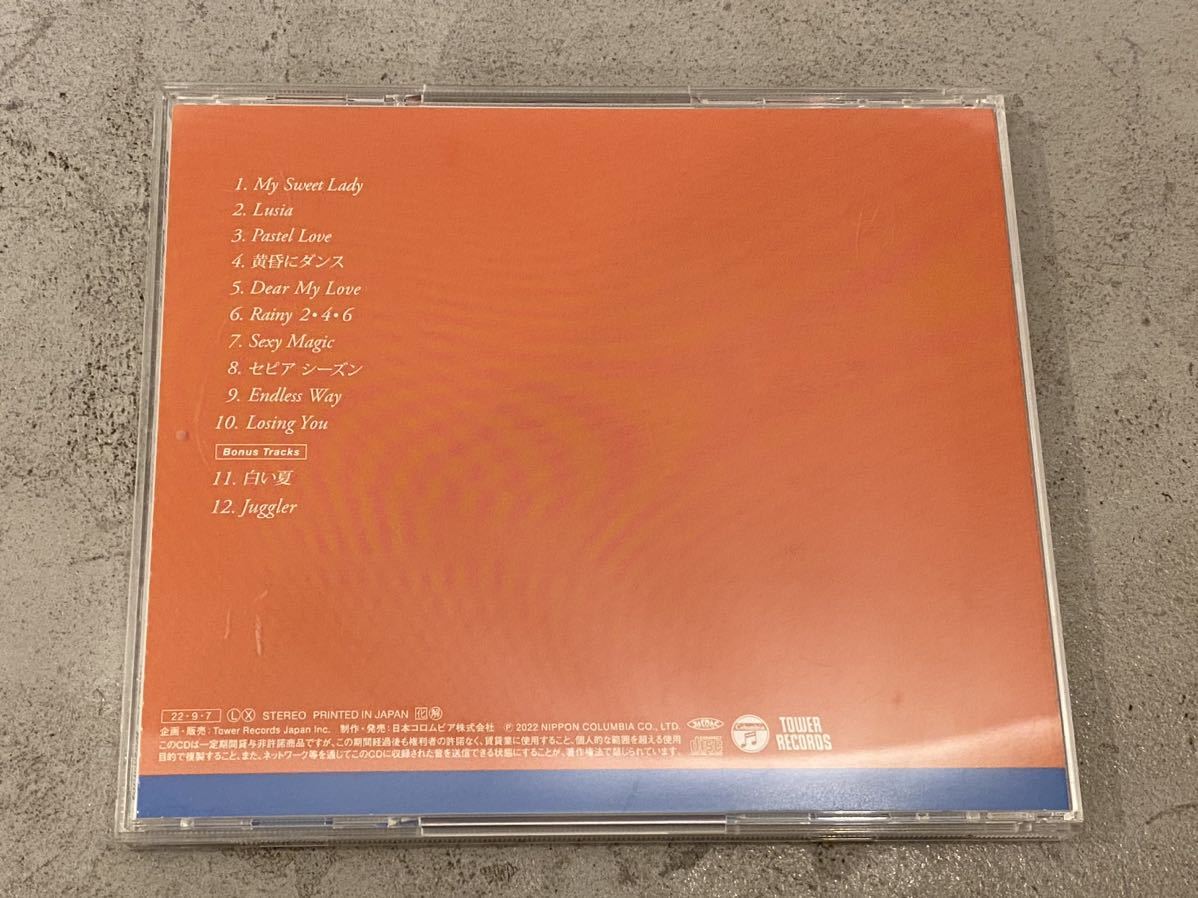 1. My Sweet Lady
2. Lusia
3. Pastel Love
4. 黄昏にダンス
5. Dear My Love
6. Rainy 2・4・6
7. Sexy Magic
8. セピア シーズン
9. Endless Way
10. Losing You
Bonus Tracks
11. 白い夏
12. Juggler
22・9・7 Ⓛ Ⓧ STEREO PRINTED IN JAPAN
企画・販売：Tower Records Japan Inc. 制作・発売：日本コロムビア株式会社 Ⓟ 2022 NIPPON COLUMBIA CO., LTD.
このCDは一定期間貸与非許諾商品ですが、この期間経過後も権利者の許諾なく、賃貸業に使用すること、個人的な範囲を超える使用
目的で複製すること、また、ネットワーク等を通じてこのCDに収録された音を送信できる状態にすることが、著作権法で禁じられています。
Columbia
TOWER
RECORDS